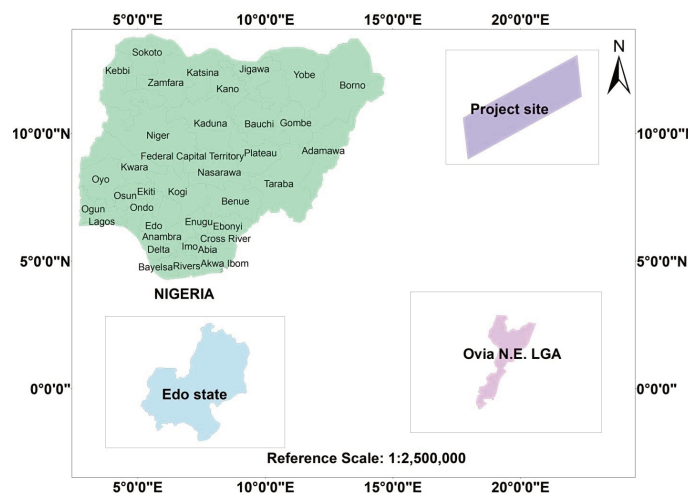 5°0'0"E 10°0'0"E 15°0'0"E 20°0'0"E
N
Sokoto
Kebbi
Zamfara
Katsina
Jigawa
Kano
Yobe
Borno
Project site
10°0'0"N
Kaduna
Bauchi
Gombe
Niger
Federal Capital Territory
Plateau
Adamawa
Kwara
Nasarawa
Oyo
Taraba
Osun
Ekiti
Kogi
Benue
Ogun
Ondo
Lagos
Edo
Enugu
Ebonyi
Anambra
Cross River
Delta
Imo
Abia
Bayelsa
Rivers
Akwa Ibom
5°0'0"N
5°0'0"N
NIGERIA
Ovia N.E. LGA
Edo state
0°0'0"
0°0'0"
Reference Scale: 1:2,500,000
5°0'0"E 10°0'0"E 15°0'0"E 20°0'0"E